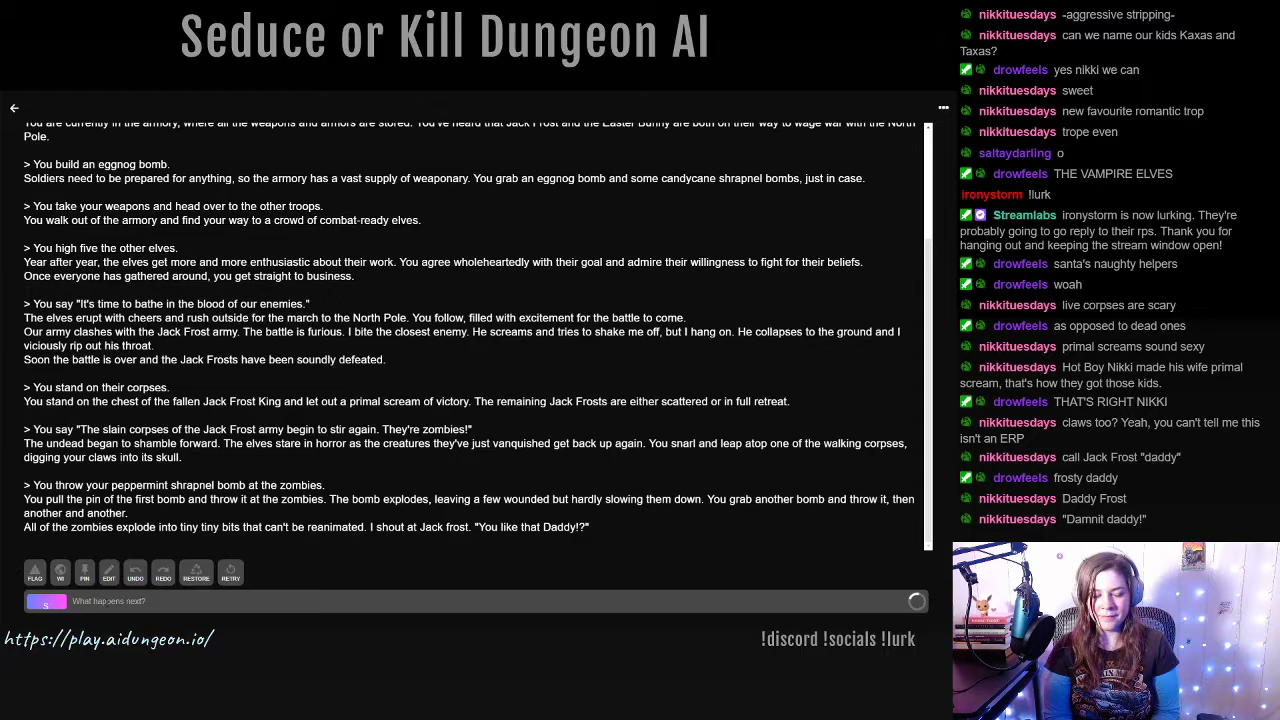 Seduce or Kill Dungeon AI
You are currently in the armory, where all the weapons and armors are stored. You've heard that Jack Frost and the Easter Bunny are both on their way to wage war with the North
Pole.
> You build an eggnog bomb.
Soldiers need to be prepared for anything, so the armory has a vast supply of weaponary. You grab an eggnog bomb and some candycane shrapnel bombs, just in case.
> You take your weapons and head over to the other elves.
You walk out of the armory and find your way to a crowd of combat-ready elves.
> You high five the other elves.
Year after year, the elves get more and more enthusiastic about their work. You agree wholeheartedly with their goal and admire their willingness to fight for their beliefs.
Once everyone has gathered around, you get straight to business.
> You say "It's time to bathe in the blood of our enemies."
The elves erupt with cheers and rush outside for the march to the North Pole. You follow, filled with excitement for the battle to come.
Our army clashes with the Jack Frost army. The battle is furious. I bite the closest enemy. He screams and tries to shake me off, but I hang on. He collapses to the ground and I
viciously rip out his throat.
Soon the battle is over and the Jack Frosts have been soundly defeated.
> You stand on their corpses.
You stand on the chest of the fallen Jack Frost King and let out a primal scream of victory. The remaining Jack Frosts are either scattered or in full retreat.
> You say "The slain corpses of the Jack Frost army begin to stir again. They're zombies!"
The undead began to shamble forward. The elves stare in horror as the creatures they've just vanquished get back up again. You snarl and leap atop one of the walking corpses,
digging your claws into its skull.
> You throw your peppermint shrapnel bomb at the zombies.
You pull the pin of the first bomb and throw it at the zombies. The bomb explodes, leaving a few wounded but hardly slowing them down. You grab another bomb and throw it, then
another and another.
All of the zombies explode into tiny tiny bits that can't be reanimated. I shout at Jack frost. "You like that Daddy!?"
FLAG WI PIN EDIT UNDO REDO RESTORE RETRY
S What happens next?
https://play.aidungeon.io/
!discord !socials !lurk
nikkituesdays -aggressive stripping-
nikkituesdays can we name our kids Kaxas and
Taxas?
drowfeels yes nikki we can
nikkituesdays sweet
nikkituesdays new favourite romantic trop
nikkituesdays trope even
saltaydarling o
drowfeels THE VAMPIRE ELVES
ironystorm !lurk
Streamlabs ironystorm is now lurking. They're
probably going to go reply to their rps. Thank you for
hanging out and keeping the stream window open!
drowfeels santa's naughty helpers
drowfeels woah
nikkituesdays live corpses are scary
drowfeels as opposed to dead ones
nikkituesdays primal screams sound sexy
nikkituesdays Hot Boy Nikki made his wife primal
scream, that's how they got those kids.
drowfeels THAT'S RIGHT NIKKI
nikkituesdays claws too? Yeah, you can't tell me this
isn't an ERP
nikkituesdays call Jack Frost "daddy"
drowfeels frosty daddy
nikkituesdays Daddy Frost
nikkituesdays "Damnit daddy!"